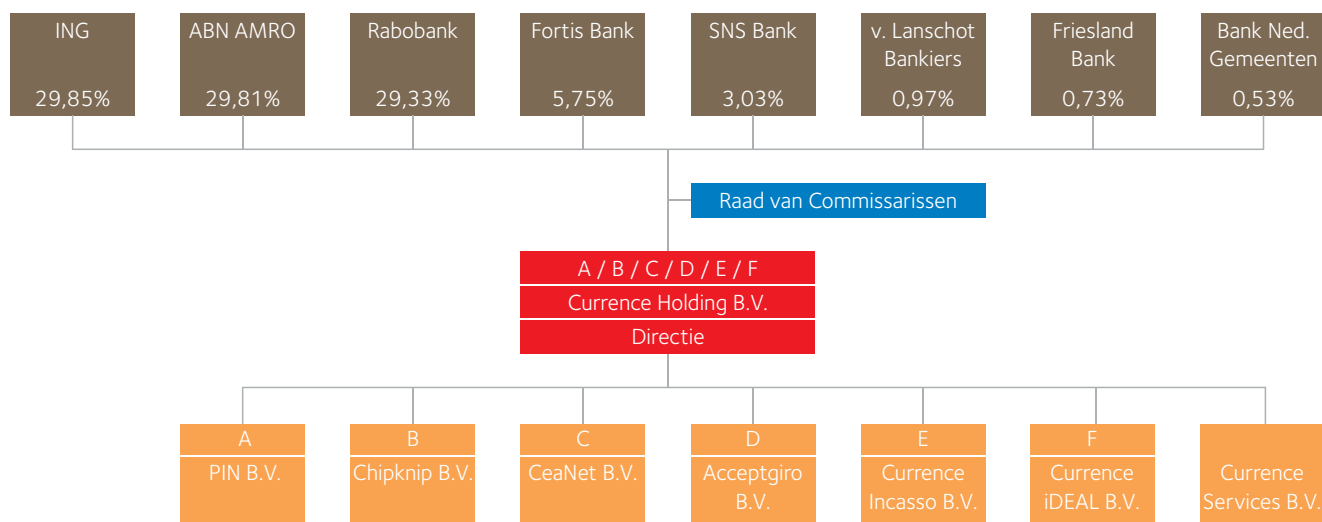 ING
29,85%
ABN AMRO
29,81%
Rabobank
29,33%
Fortis Bank
5,75%
SNS Bank
3,03%
v. Lanschot
Bankiers
0,97%
Friesland
Bank
0,73%
Bank Ned.
Gemeenten
0,53%
Raad van Commissarissen
A / B / C / D / E / F
Currence Holding B.V.
Directie
A
PIN B.V.
B
Chipknip B.V.
C
CeaNet B.V.
D
Acceptgiro
B.V.
E
Currence
Incasso B.V.
F
Currence
iDEAL B.V.
Currence
Services B.V.